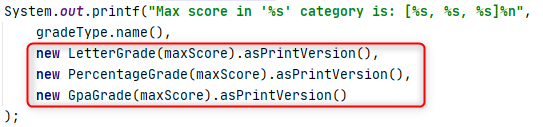 System.out.printf("Max score in '%s' category is: [%s, %s, %s]%n",
gradeType.name(),
new LetterGrade(maxScore).asPrintVersion(),
new PercentageGrade(maxScore).asPrintVersion(),
new GpaGrade(maxScore).asPrintVersion()
);